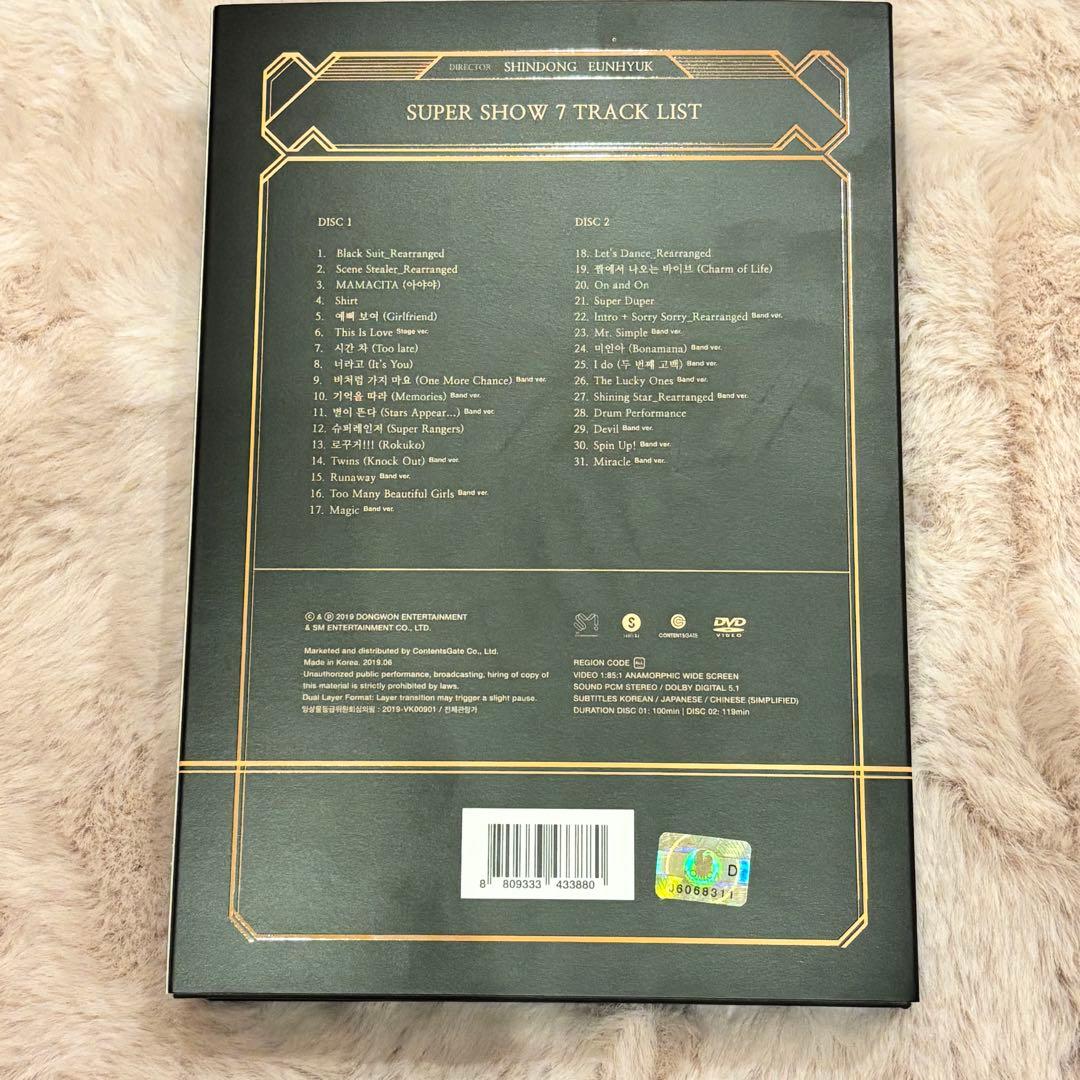 DIRECTOR SHINDONG EUNHYUK
SUPER SHOW 7 TRACK LIST
DISC 1
1. Black Suit_Rearranged
2. Scene Stealer_Rearranged
3. MAMACITA (아야야)
4. Shirt
5. 예뻐 보여 (Girlfriend)
6. This Is Love Stage ver.
7. 시간 차 (Too late)
8. 너라고 (It's You)
9. 비처럼 가지 마요 (One More Chance) Band ver.
10. 기억을 따라 (Memories) Band ver.
11. 별이 뜬다 (Stars Appear...) Band ver.
12. 슈퍼레인저 (Super Rangers)
13. 로꾸거!!! (Rokuko)
14. Twins (Knock Out) Band ver.
15. Runaway Band ver.
16. Too Many Beautiful Girls Band ver.
17. Magic Band ver.
DISC 2
18. Let's Dance_Rearranged
19. 쩜에서 나오는 바이브 (Charm of Life)
20. On and On
21. Super Duper
22. Intro + Sorry Sorry_Rearranged Band ver.
23. Mr. Simple Band ver.
24. 미인아 (Bonamana) Band ver.
25. I do (두 번째 고백) Band ver.
26. The Lucky Ones Band ver.
27. Shining Star_Rearranged Band ver.
28. Drum Performance
29. Devil Band ver.
30. Spin Up! Band ver.
31. Miracle Band ver.
© & ℗ 2019 DONGWON ENTERTAINMENT
& SM ENTERTAINMENT CO., LTD.
Marketed and distributed by ContentsGate Co., Ltd.
Made in Korea. 2019.06
Unauthorized public performance, broadcasting, hiring of copy of
this material is strictly prohibited by laws.
Dual Layer Format: Layer transition may trigger a slight pause.
영상물등급위원회심의필 : 2019-VK00901 / 전체관람가
CONTENTSGATE
DVD
VIDEO
REGION CODE ALL
VIDEO 1:85:1 ANAMORPHIC WIDE SCREEN
SOUND PCM STEREO / DOLBY DIGITAL 5.1
SUBTITLES KOREAN / JAPANESE / CHINESE (SIMPLIFIED)
DURATION DISC 01: 100min | DISC 02: 119min
8 809333 433880
D
J6068311